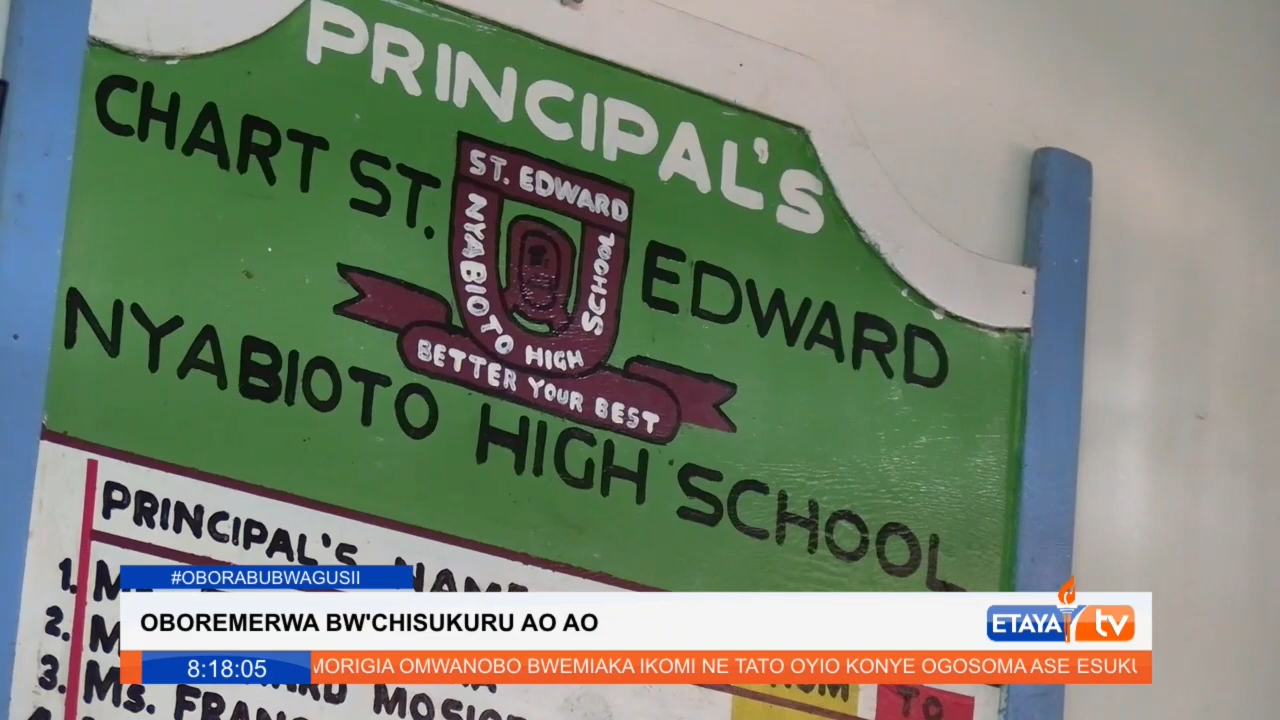 PRINCIPAL'S
CHART ST. EDWARD
ST. EDWARD
NYABIOTO HIGH SCHOOL
BETTER YOUR BEST
NYABIOTO HIGH SCHOOL
PRINCIPAL'S
1.
2.
3. Ms.
TO
#OBORABUBWAGUSII
OBOREMERWA BW'CHISUKURU AO AO
ETAYA tv
8:18:05
MORIGIA OMWANOBO BWEMIAKA IKOMI NE TATO OYIO KONYE OGOSOMA ASE